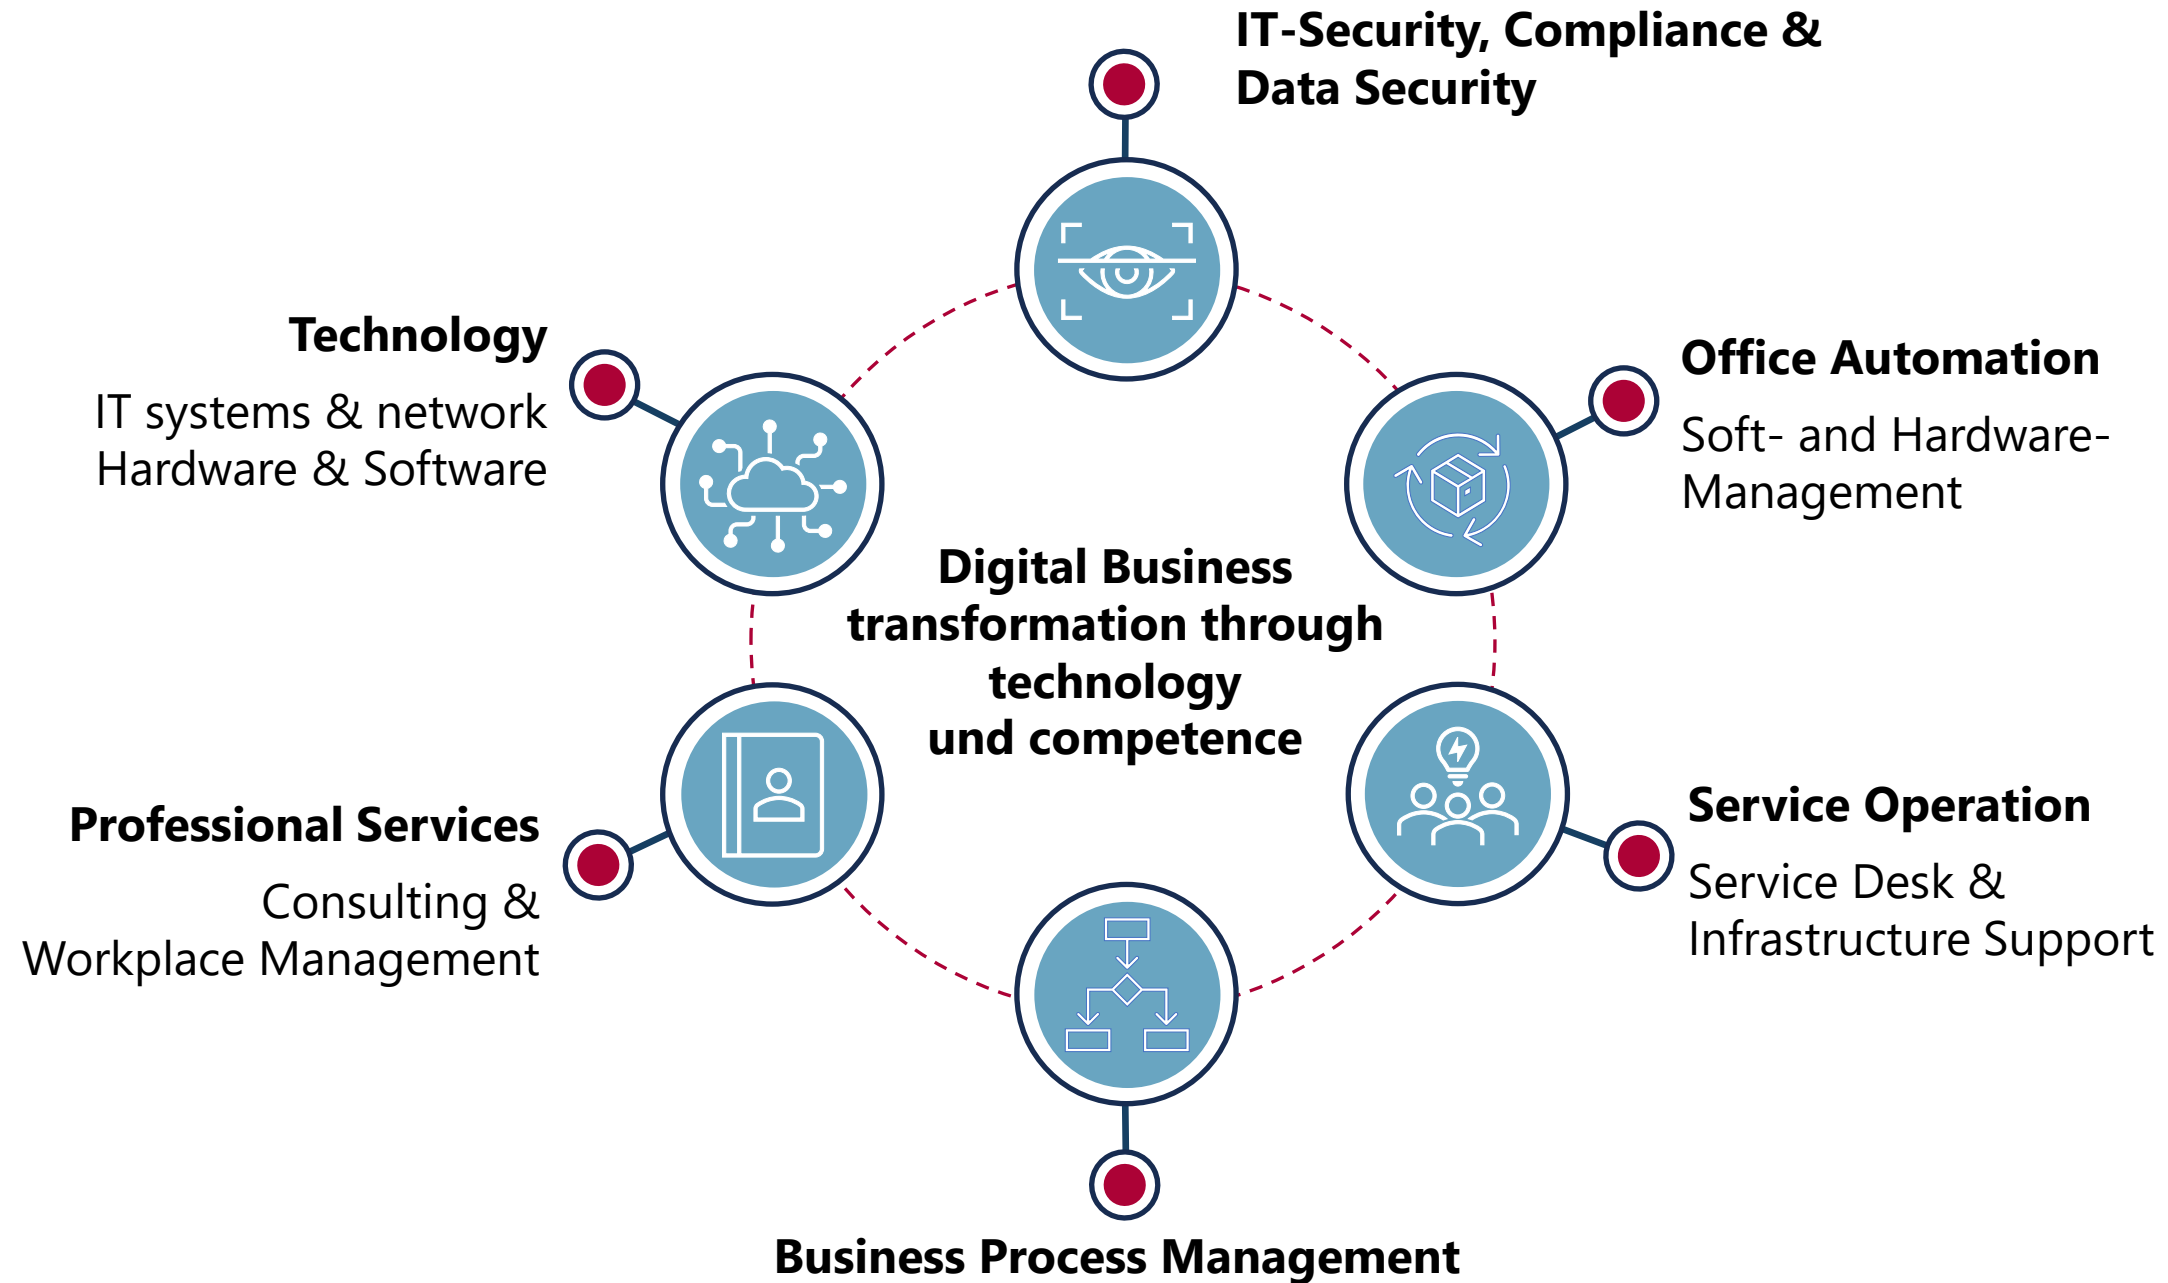 IT-Security, Compliance &
Data Security
Technology
IT systems & network
Hardware & Software
Office Automation
Soft- and Hardware-
Management
Digital Business
transformation through
technology
und competence
Professional Services
Consulting &
Workplace Management
Service Operation
Service Desk &
Infrastructure Support
Business Process Management